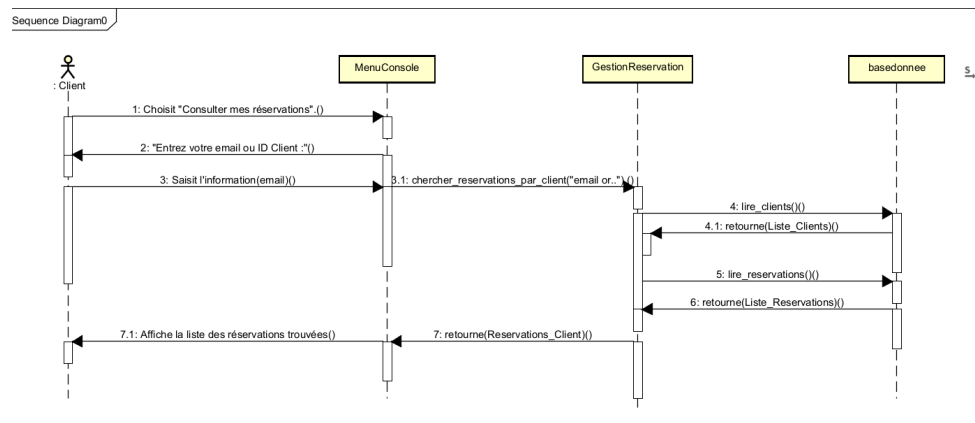 Sequence Diagram0
: Client
MenuConsole
GestionReservation
basedonnee
S
1: Choisit "Consulter mes réservations".()
2: "Entrez votre email ou ID Client :"()
3: Saisit l'information(email)()
3.1: chercher_reservations_par_client("email or..").()
4: lire_clients()()
4.1: retourne(Liste_Clients)()
5: lire_reservations()()
6: retourne(Liste_Reservations)()
7.1: Affiche la liste des réservations trouvées()
7: retourne(Reservations_Client)()